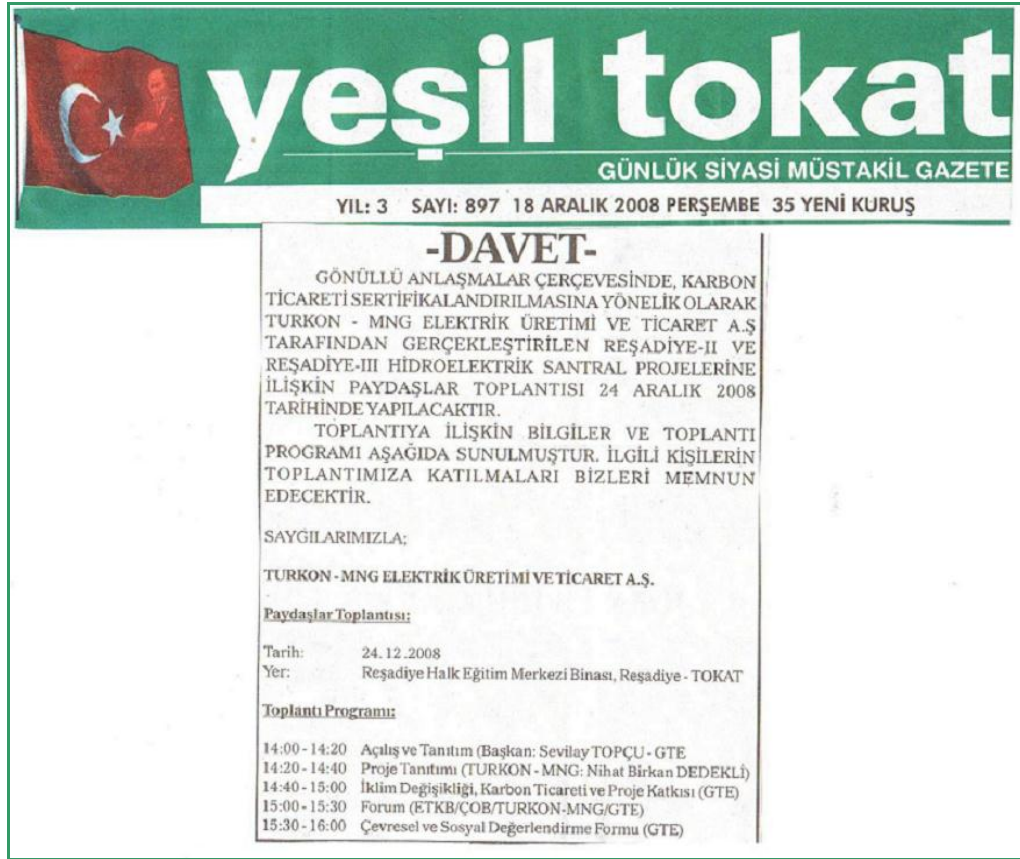 yeşil tokat
GÜNLÜK SİYASİ MÜSTAKİL GAZETE
YIL: 3 SAYI: 897 18 ARALIK 2008 PERŞEMBE 35 YENİ KURUŞ
-DAVET-
GÖNÜLLÜ ANLAŞMALAR ÇERÇEVESİNDE, KARBON
TİCARETİ SERTİFİKALANDIRILMASINA YÖNELİK OLARAK
TURKON - MNG ELEKTRİK ÜRETİMİ VE TİCARET A.Ş
TARAFINDAN GERÇEKLEŞTİRİLEN REŞADİYE-II VE
REŞADİYE-III HİDROELEKTRİK SANTRAL PROJELERİNE
İLİŞKİN PAYDAŞLAR TOPLANTISI 24 ARALIK 2008
TARİHİNDE YAPILACAKTIR.
TOPLANTIYA İLİŞKİN BİLGİLER VE TOPLANTI
PROGRAMI AŞAĞIDA SUNULMUŞTUR. İLGİLİ KİŞİLERİN
TOPLANTIMIZA KATILMALARI BİZLERİ MEMNUN
EDECEKTİR.
SAYGILARIMIZLA;
TURKON - MNG ELEKTRİK ÜRETİMİ VE TİCARET A.Ş.
Paydaşlar Toplantısı:
Tarih: 24.12.2008
Yer: Reşadiye Halk Eğitim Merkezi Binası, Reşadiye - TOKAT
Toplantı Programı:
14:00 - 14:20 Açılış ve Tanıtım (Başkan: Sevilay TOPÇU - GTE
14:20 - 14:40 Proje Tanıtımı (TURKON - MNG: Nihat Birkan DEDEKLİ)
14:40 - 15:00 İklim Değişikliği, Karbon Ticareti ve Proje Katkısı (GTE)
15:00 - 15:30 Forum (ETKB/ÇOB/TURKON-MNG/GTE)
15:30 - 16:00 Çevresel ve Sosyal Değerlendirme Formu (GTE)